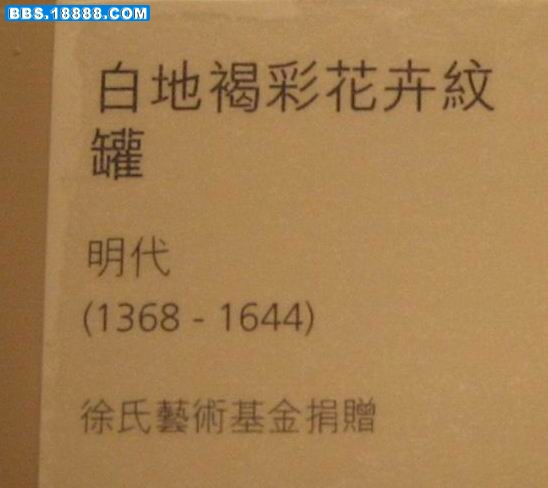 BBS.18888.COM
白地褐彩花卉紋
罐
明代
(1368 - 1644)
徐氏藝術基金捐贈